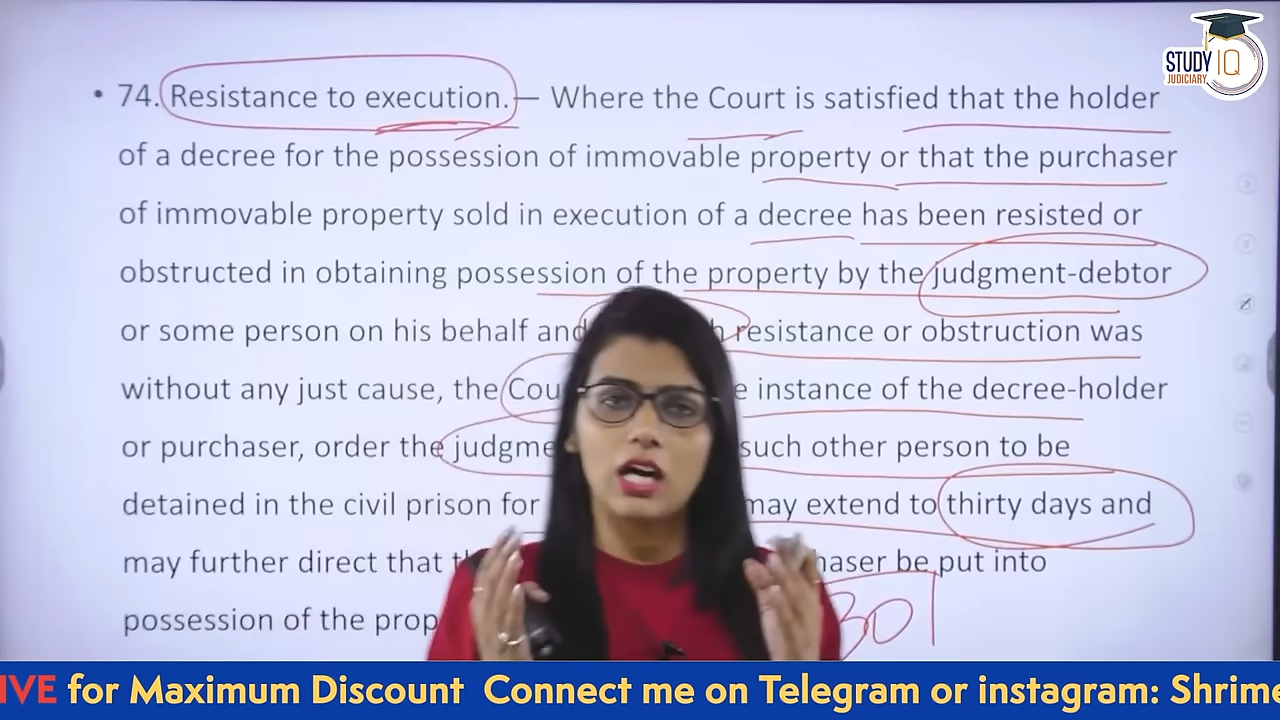 STUDY IQ
JUDICIARY
• 74. Resistance to execution.— Where the Court is satisfied that the holder
of a decree for the possession of immovable property or that the purchaser
of immovable property sold in execution of a decree has been resisted or
obstructed in obtaining possession of the property by the judgment-debtor
or some person on his behalf and resistance or obstruction was
without any just cause, the instance of the decree-holder
or purchaser, order the such other person to be
detained in the civil prison for may extend to thirty days and
may further direct that be put into
possession of the
30
IVE for Maximum Discount Connect me on Telegram or instagram: Shrime